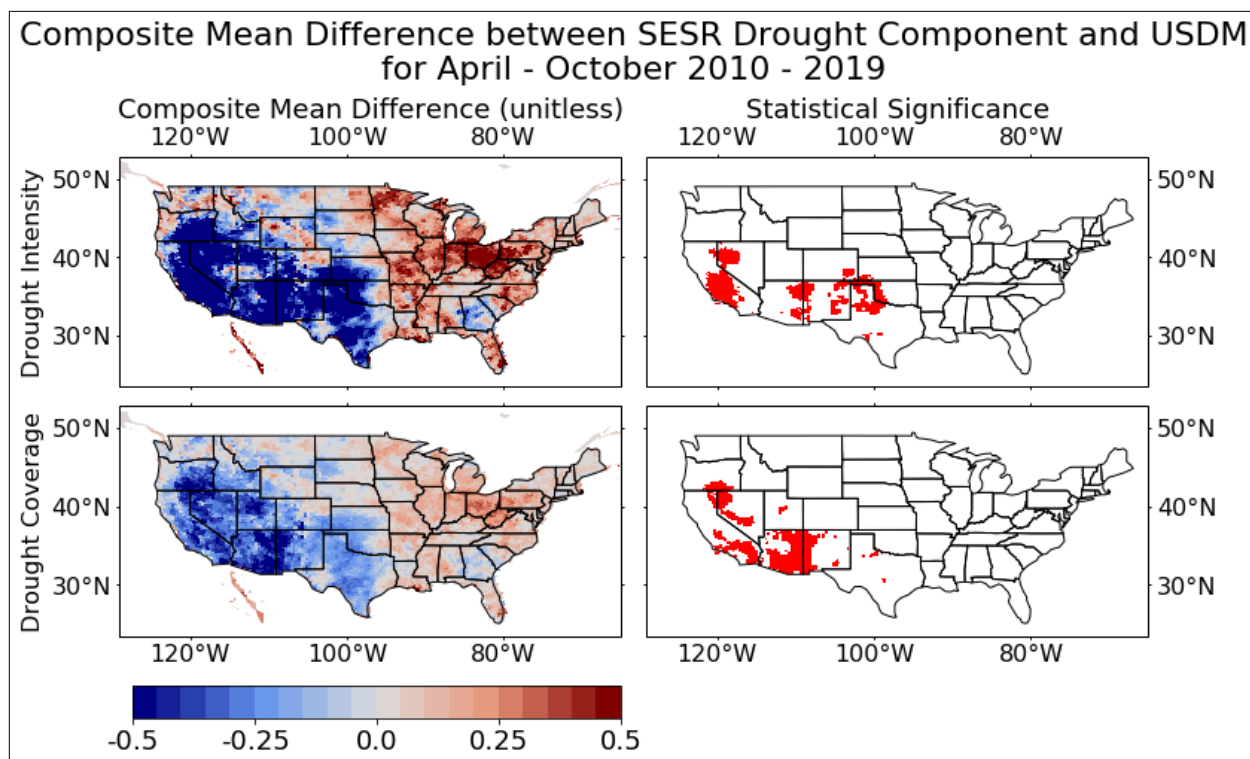 Composite Mean Difference between SESR Drought Component and USDM
for April - October 2010 - 2019
Composite Mean Difference (unitless)
Statistical Significance
120°W 100°W 80°W
120°W 100°W 80°W
Drought Intensity
50°N
40°N
30°N
50°N
40°N
30°N
Drought Coverage
50°N
40°N
30°N
50°N
40°N
30°N
120°W 100°W 80°W
120°W 100°W 80°W
-0.5 -0.25 0.0 0.25 0.5